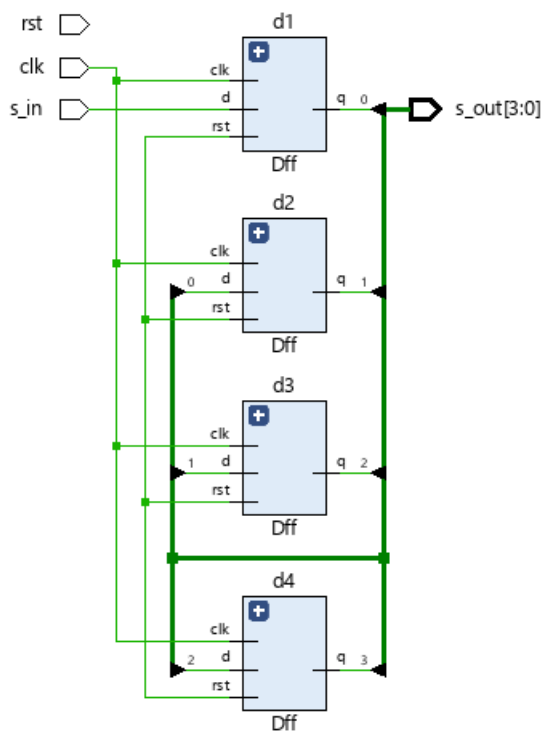 rst
clk
s_in
d1
clk
d
rst
q 0
Dff
s_out[3:0]
d2
clk
0 d
rst
q 1
Dff
d3
clk
1 d
rst
q 2
Dff
d4
clk
2 d
rst
q 3
Dff